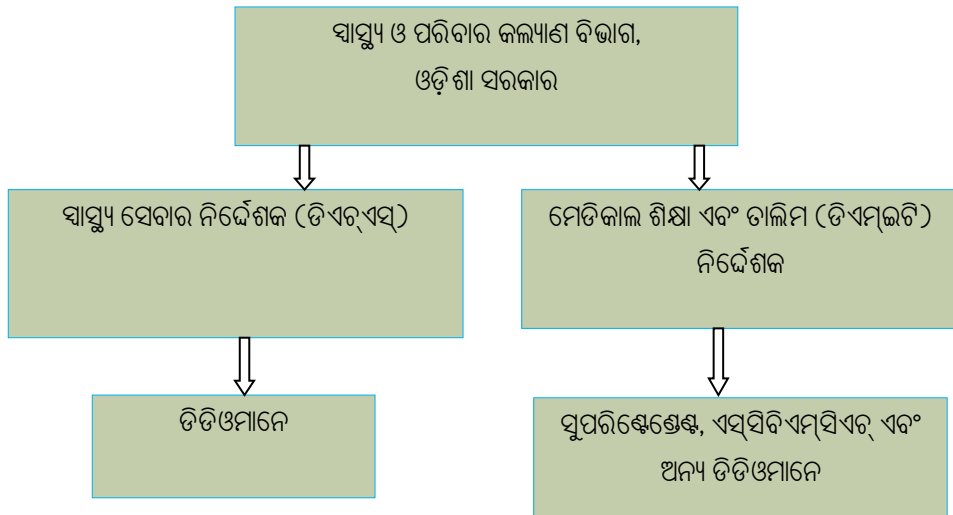 ସ୍ୱାସ୍ଥ୍ୟ ଓ ପରିବାର କଲ୍ୟାଣ ବିଭାଗ,
ଓଡ଼ିଶା ସରକାର
ସ୍ୱାସ୍ଥ୍ୟ ସେବାର ନିର୍ଦ୍ଦେଶକ (ଡିଏଚ୍ଏସ୍)
ମେଡିକାଲ ଶିକ୍ଷା ଏବଂ ତାଲିମ (ଡିଏମ୍ଇଟି)
ନିର୍ଦ୍ଦେଶକ
ଡିଡିଓମାନେ
ସୁପରିଣ୍ଟେଣ୍ଡେଣ୍ଟ, ଏସ୍ସିବିଏମ୍ସିଏଚ୍ ଏବଂ
ଅନ୍ୟ ଡିଡିଓମାନେ